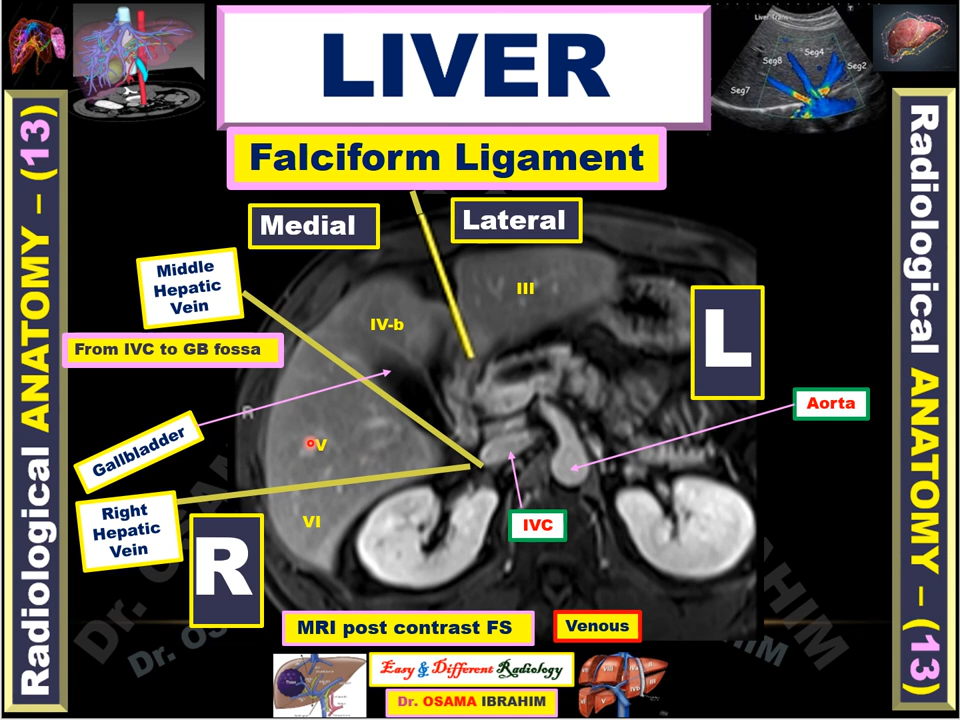 LIVER
Falciform Ligament
Liver Trans
Seg4
Seg8
Seg2
Seg7
Radiological ANATOMY – (13)
Radiological ANATOMY – (13)
Medial
Lateral
Middle
Hepatic
Vein
From IVC to GB fossa
Gallbladder
Right
Hepatic
Vein
III
IV-b
V
VI
R
R
L
Aorta
IVC
MRI post contrast FS
Venous
Easy & Different Radiology
Dr. OSAMA IBRAHIM